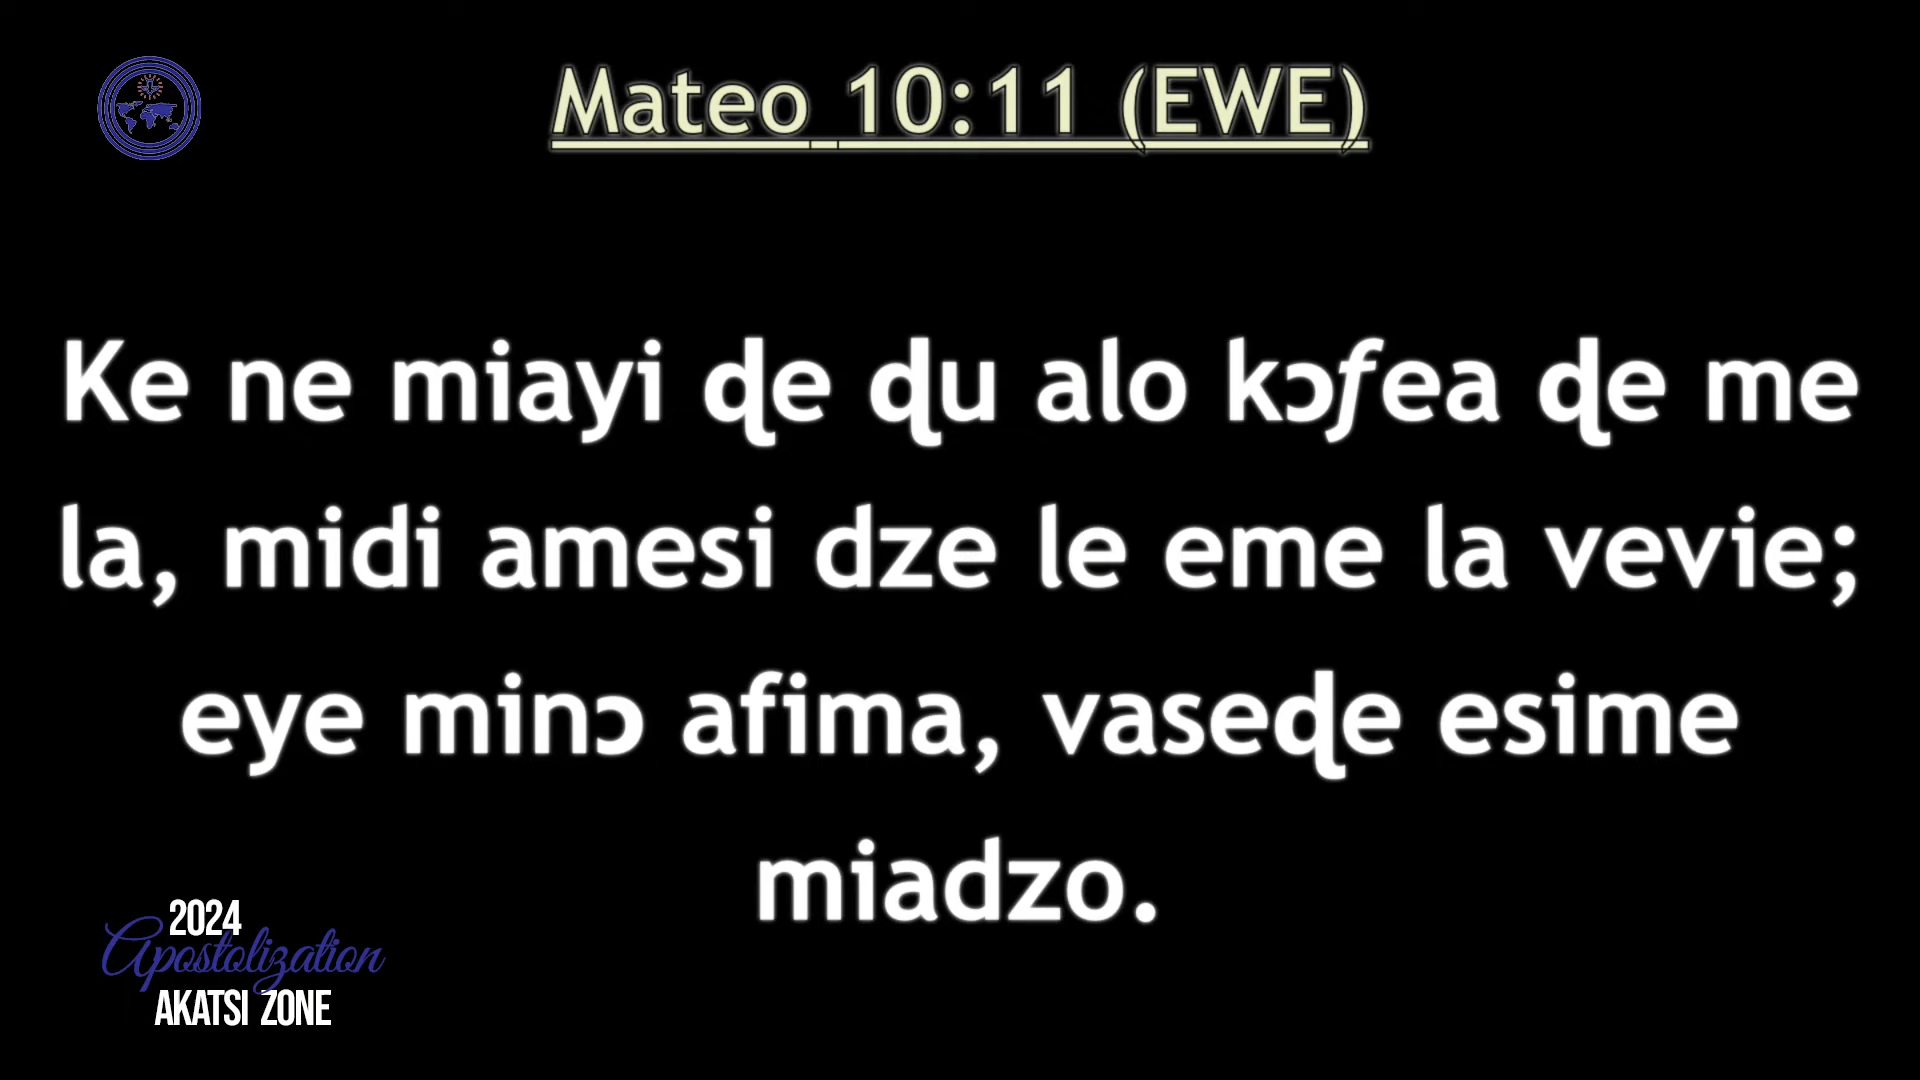 Mateo 10:11 (EWE)
Ke ne miayi ɖe ɖu alo kɔƒea ɖe me
la, midi amesi dze le eme la vevie;
eye minɔ afima, vaseɖe esime
miadzo.
2024
Apostolization
AKATSI ZONE